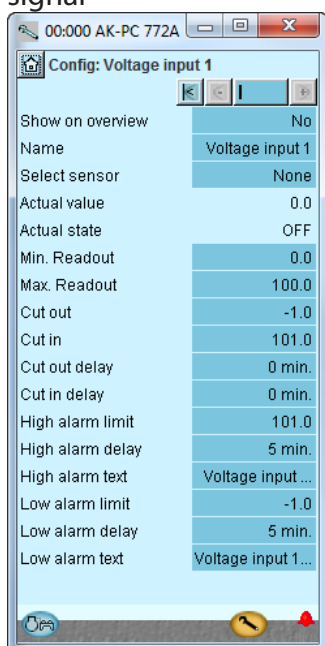 signal
00:000 AK-PC 772A
Config: Voltage input 1
Show on overview No
Name Voltage input 1
Select sensor None
Actual value 0.0
Actual state OFF
Min. Readout 0.0
Max. Readout 100.0
Cut out -1.0
Cut in 101.0
Cut out delay 0 min.
Cut in delay 0 min.
High alarm limit 101.0
High alarm delay 5 min.
High alarm text Voltage input ...
Low alarm limit -1.0
Low alarm delay 5 min.
Low alarm text Voltage input 1...